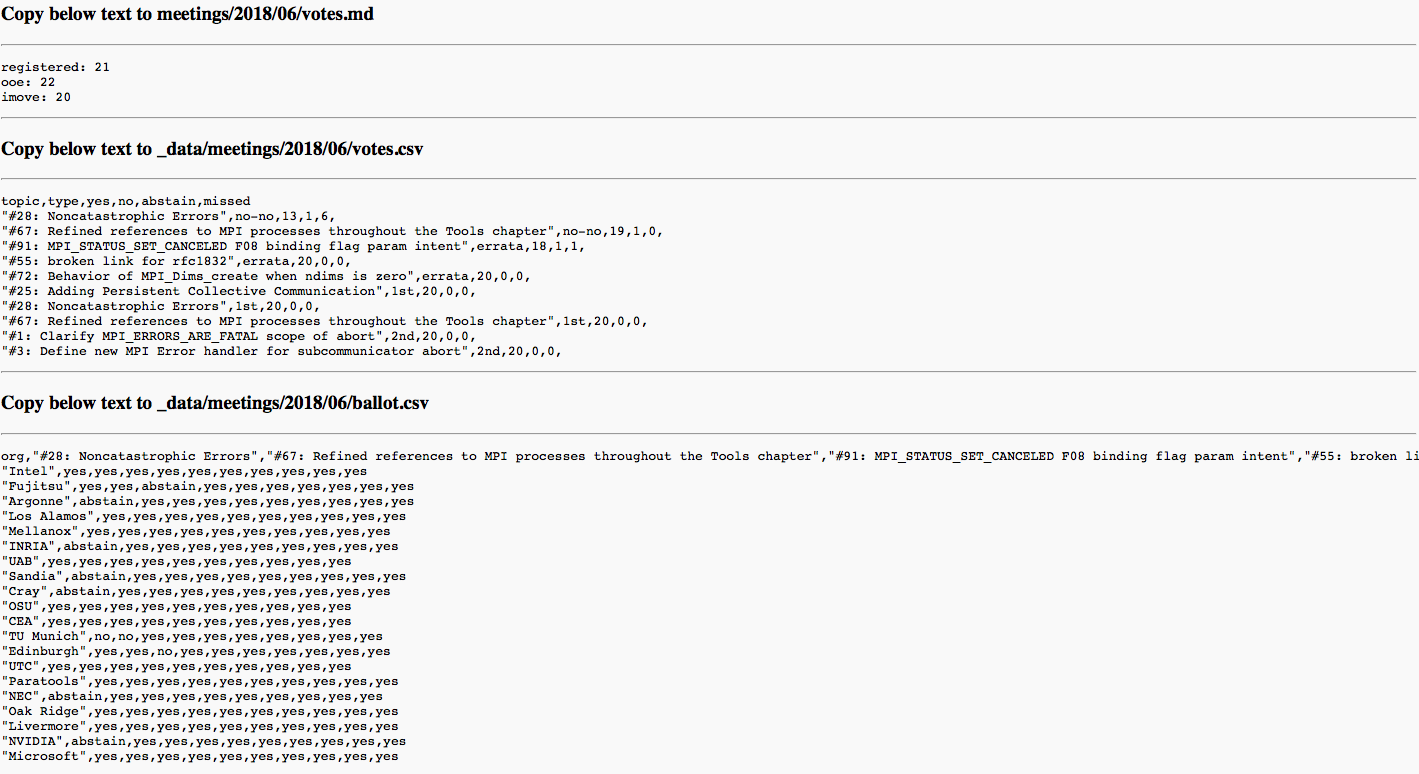 Copy below text to meetings/2018/06/votes.md
registered: 21
ooe: 22
imove: 20
Copy below text to _data/meetings/2018/06/votes.csv
topic,type,yes,no,abstain,missed
"#28: Noncatastrophic Errors",no-no,13,1,6,
"#67: Refined references to MPI processes throughout the Tools chapter",no-no,19,1,0,
"#91: MPI_STATUS_SET_CANCELED F08 binding flag param intent",errata,18,1,1,
"#55: broken link for rfc1832",errata,20,0,0,
"#72: Behavior of MPI_Dims_create when ndims is zero",errata,20,0,0,
"#25: Adding Persistent Collective Communication",1st,20,0,0,
"#28: Noncatastrophic Errors",1st,20,0,0,
"#67: Refined references to MPI processes throughout the Tools chapter",1st,20,0,0,
"#1: Clarify MPI_ERRORS_ARE_FATAL scope of abort",2nd,20,0,0,
"#3: Define new MPI Error handler for subcommunicator abort",2nd,20,0,0,
Copy below text to _data/meetings/2018/06/ballot.csv
org,"#28: Noncatastrophic Errors","#67: Refined references to MPI processes throughout the Tools chapter","#91: MPI_STATUS_SET_CANCELED F08 binding flag param intent","#55: broken li
"Intel",yes,yes,yes,yes,yes,yes,yes,yes,yes,yes
"Fujitsu",yes,yes,abstain,yes,yes,yes,yes,yes,yes,yes
"Argonne",abstain,yes,yes,yes,yes,yes,yes,yes,yes,yes
"Los Alamos",yes,yes,yes,yes,yes,yes,yes,yes,yes,yes
"Mellanox",yes,yes,yes,yes,yes,yes,yes,yes,yes,yes
"INRIA",abstain,yes,yes,yes,yes,yes,yes,yes,yes,yes
"UAB",yes,yes,yes,yes,yes,yes,yes,yes,yes,yes
"Sandia",abstain,yes,yes,yes,yes,yes,yes,yes,yes,yes
"Cray",abstain,yes,yes,yes,yes,yes,yes,yes,yes,yes
"OSU",yes,yes,yes,yes,yes,yes,yes,yes,yes,yes
"CEA",yes,yes,yes,yes,yes,yes,yes,yes,yes,yes
"TU Munich",no,no,yes,yes,yes,yes,yes,yes,yes,yes
"Edinburgh",yes,yes,no,yes,yes,yes,yes,yes,yes,yes
"UTC",yes,yes,yes,yes,yes,yes,yes,yes,yes,yes
"Paratools",yes,yes,yes,yes,yes,yes,yes,yes,yes,yes
"NEC",abstain,yes,yes,yes,yes,yes,yes,yes,yes,yes
"Oak Ridge",yes,yes,yes,yes,yes,yes,yes,yes,yes,yes
"Livermore",yes,yes,yes,yes,yes,yes,yes,yes,yes,yes
"NVIDIA",abstain,yes,yes,yes,yes,yes,yes,yes,yes,yes
"Microsoft",yes,yes,yes,yes,yes,yes,yes,yes,yes,yes